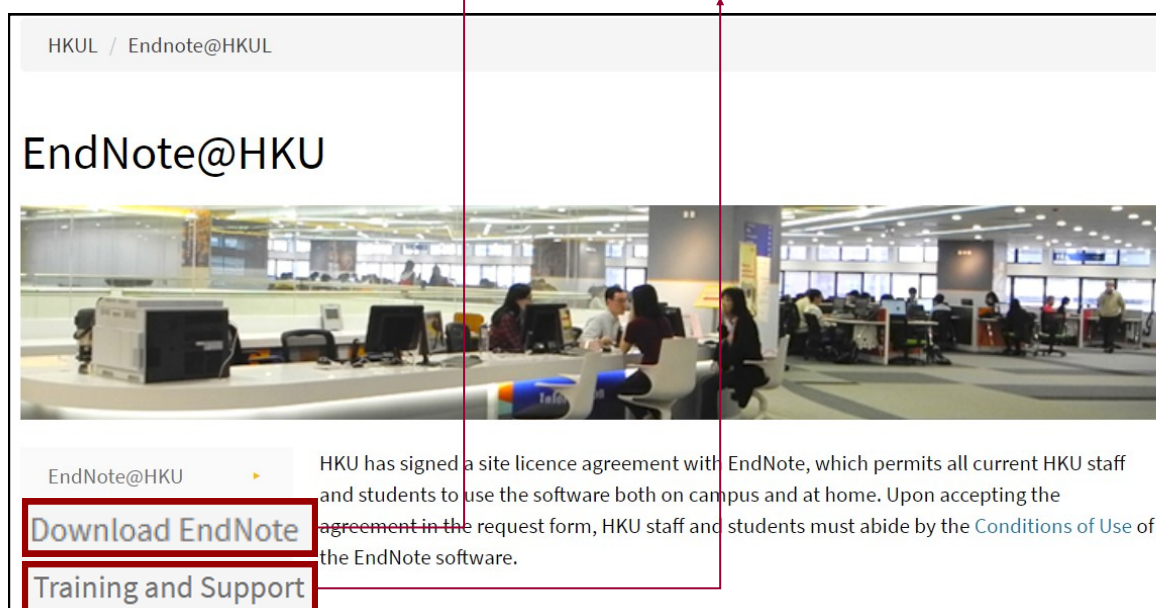 HKUL / Endnote@HKUL
EndNote@HKU
Information
EndNote@HKU
Download EndNote
Training and Support
HKU has signed a site licence agreement with EndNote, which permits all current HKU staff
and students to use the software both on campus and at home. Upon accepting the
agreement in the request form, HKU staff and students must abide by the Conditions of Use of
the EndNote software.